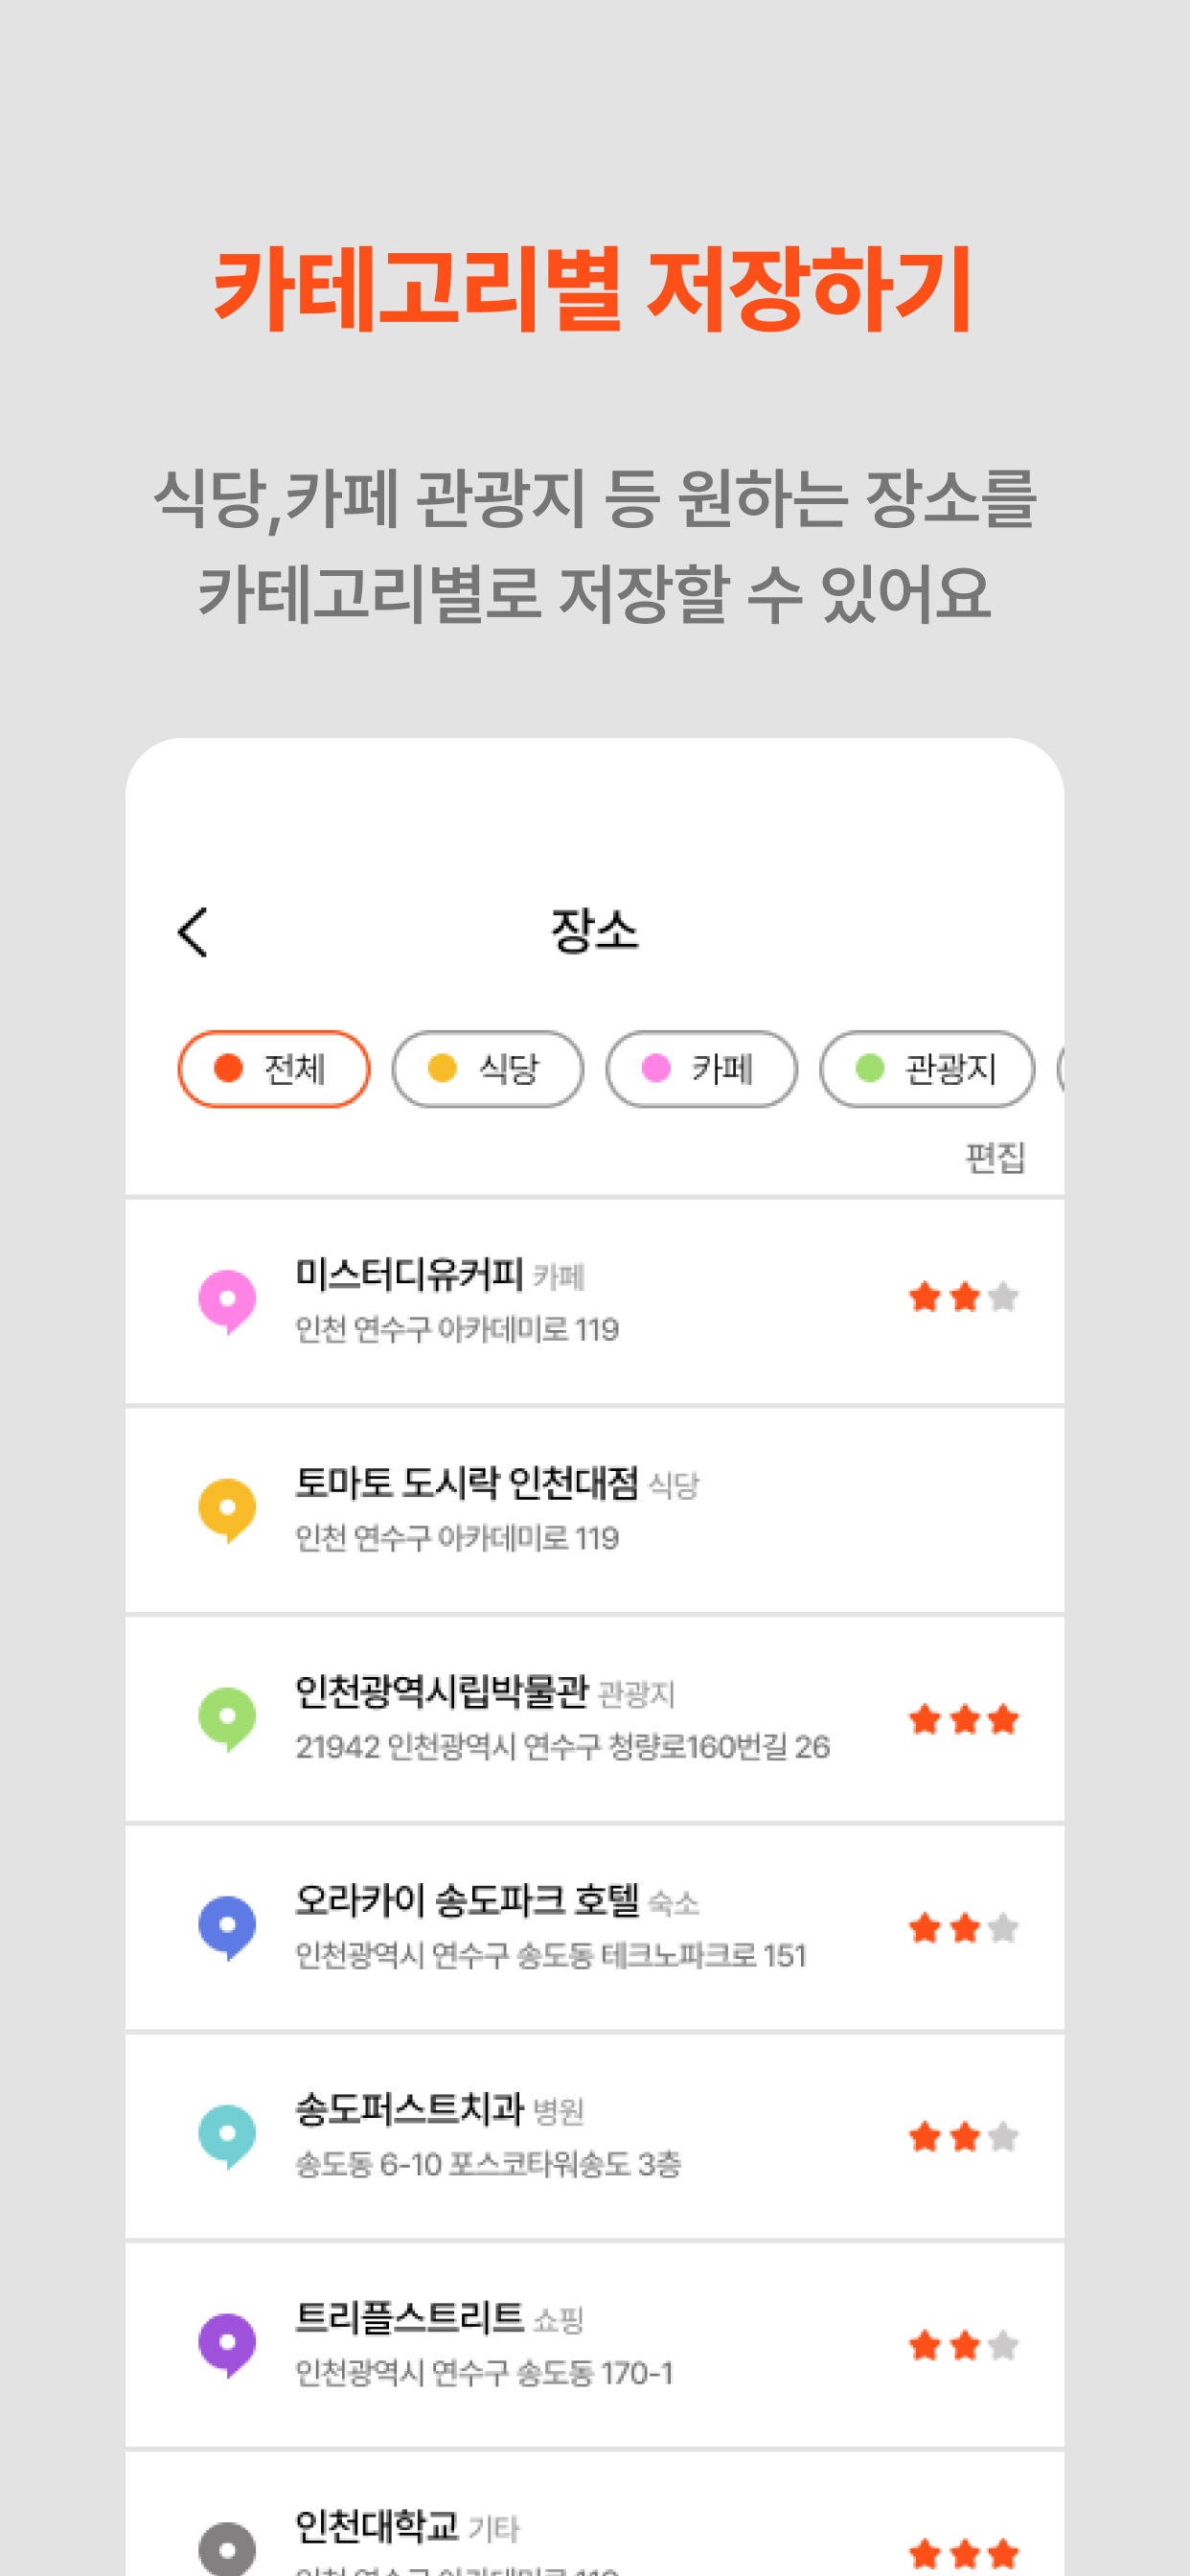 카테고리별 저장하기
식당,카페 관광지 등 원하는 장소를
카테고리별로 저장할 수 있어요
장소
전체 식당 카페 관광지
편집
미스터디유커피 카페
인천 연수구 아카데미로 119
토마토 도시락 인천대점 식당
인천 연수구 아카데미로 119
인천광역시립박물관 관광지
21942 인천광역시 연수구 청량로160번길 26
오라카이 송도파크 호텔 숙소
인천광역시 연수구 송도동 테크노파크로 151
송도퍼스트치과 병원
송도동 6-10 포스코타워송도 3층
트리플스트리트 쇼핑
인천광역시 연수구 송도동 170-1
인천대학교 기타